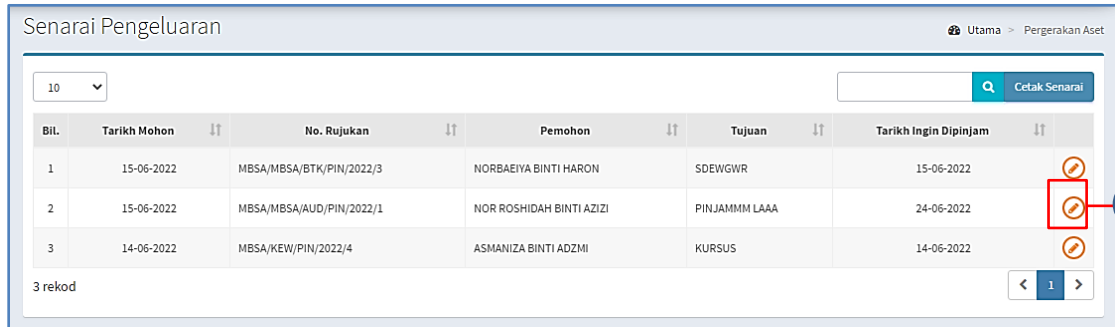 Senarai Pengeluaran
Utama > Pergerakan Aset
10
Cetak Senarai
Bil. Tarikh Mohon No. Rujukan Pemohon Tujuan Tarikh Ingin Dipinjam
1 15-06-2022 MBSA/MBSA/BTK/PIN/2022/3 NORBAEIYA BINTI HARON SDEWGWR 15-06-2022
2 15-06-2022 MBSA/MBSA/AUD/PIN/2022/1 NOR ROSHIDAH BINTI AZIZI PINJAMMM LAAA 24-06-2022
3 14-06-2022 MBSA/KEW/PIN/2022/4 ASMANIZA BINTI ADZMI KURSUS 14-06-2022
3 rekod
< 1 >